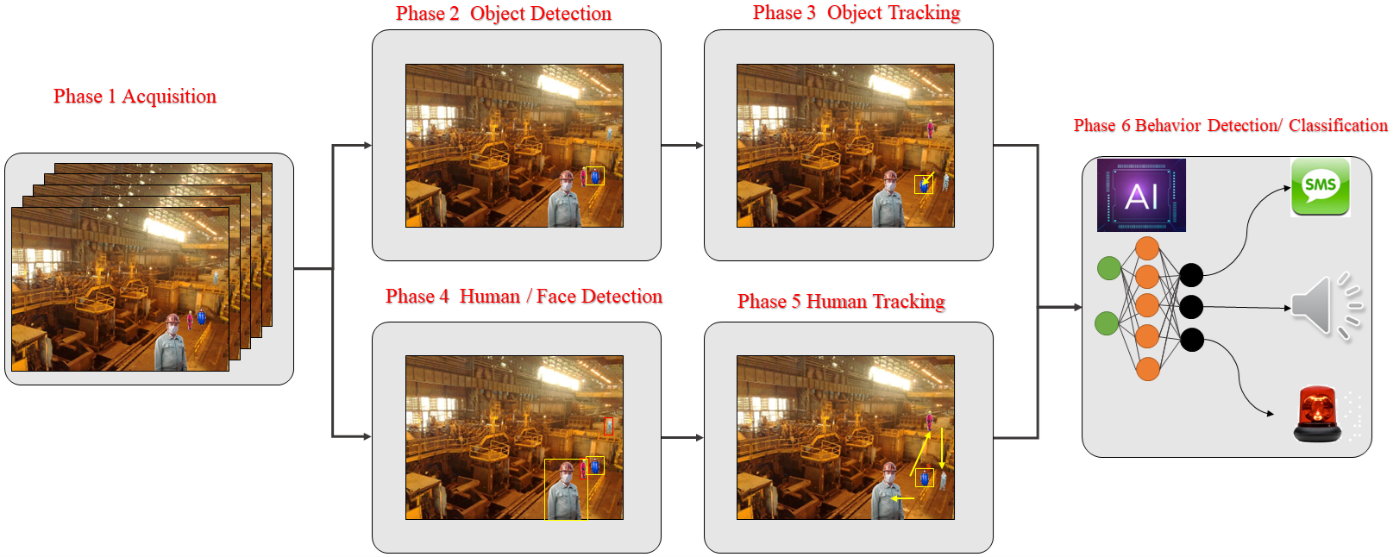 Phase 1 Acquisition
Phase 2  Object Detection
Phase 3  Object Tracking
Phase 4  Human / Face Detection
Phase 5 Human Tracking
Phase 6 Behavior Detection/ Classification
AI
SMS